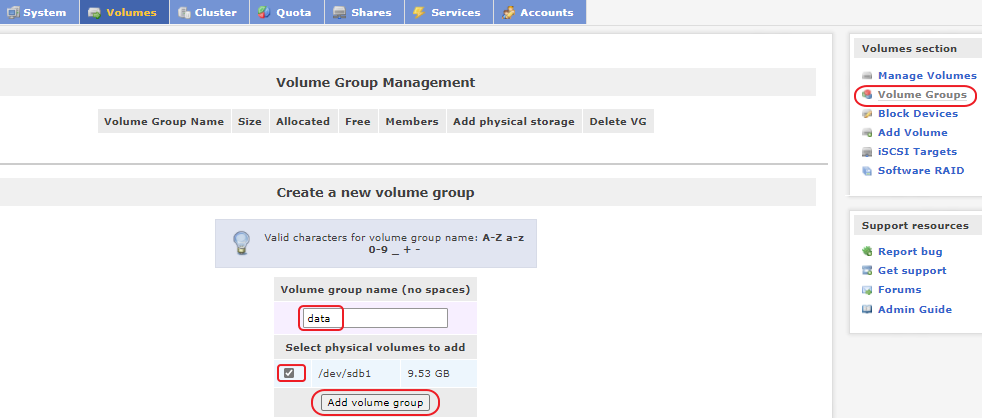 System Volumes Cluster Quota Shares Services Accounts
Volume Group Management
Volume Group Name Size Allocated Free Members Add physical storage Delete VG
Create a new volume group
Valid characters for volume group name: A-Z a-z
0-9 _ + -
Volume group name (no spaces)
data
Select physical volumes to add
/dev/sdb1 9.53 GB
Add volume group
Volumes section
Manage Volumes
Volume Groups
Block Devices
Add Volume
iSCSI Targets
Software RAID
Support resources
Report bug
Get support
Forums
Admin Guide